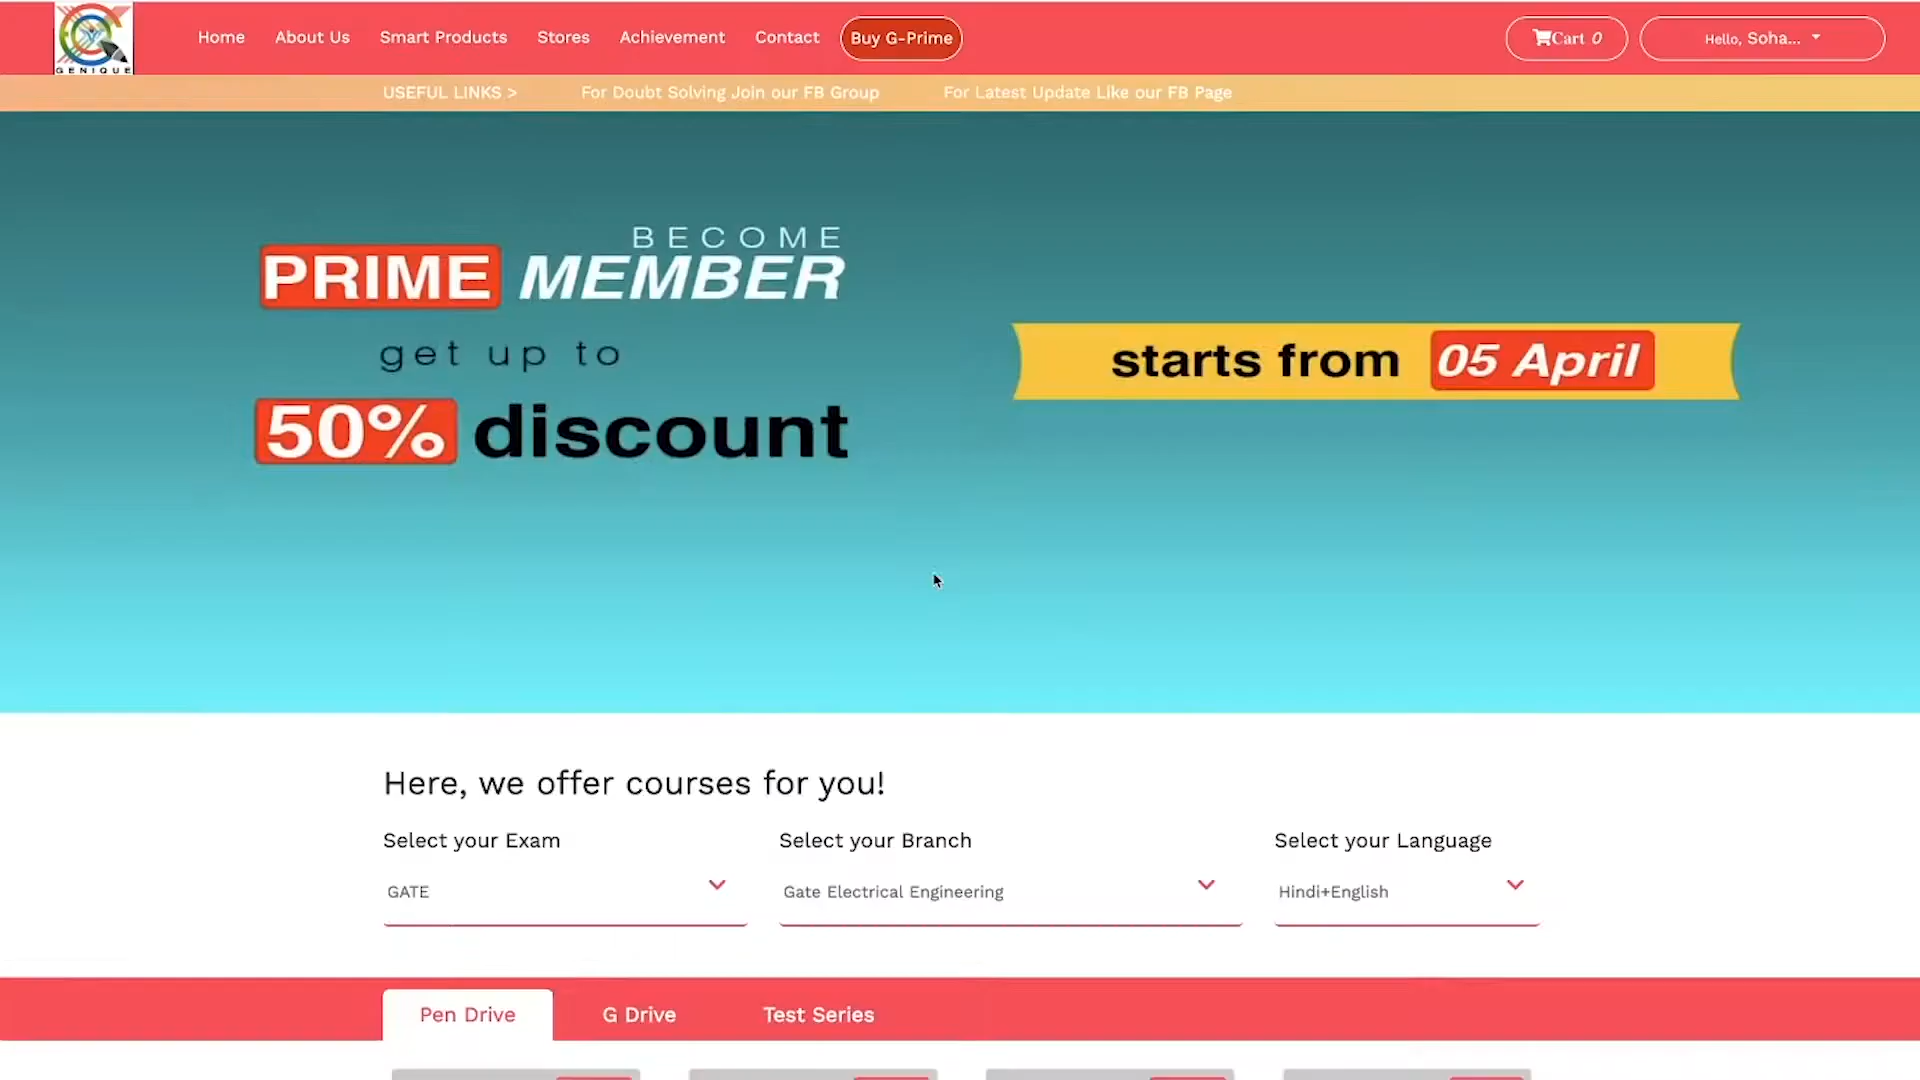 GENIQUE
Home About Us Smart Products Stores Achievement Contact Buy G-Prime Cart 0 Hello, Soha...
USEFUL LINKS > For Doubt Solving Join our FB Group For Latest Update Like our FB Page
BECOME
PRIME MEMBER
get up to
50% discount
starts from 05 April
Here, we offer courses for you!
Select your Exam Select your Branch Select your Language
GATE Gate Electrical Engineering Hindi+English
Pen Drive G Drive Test Series